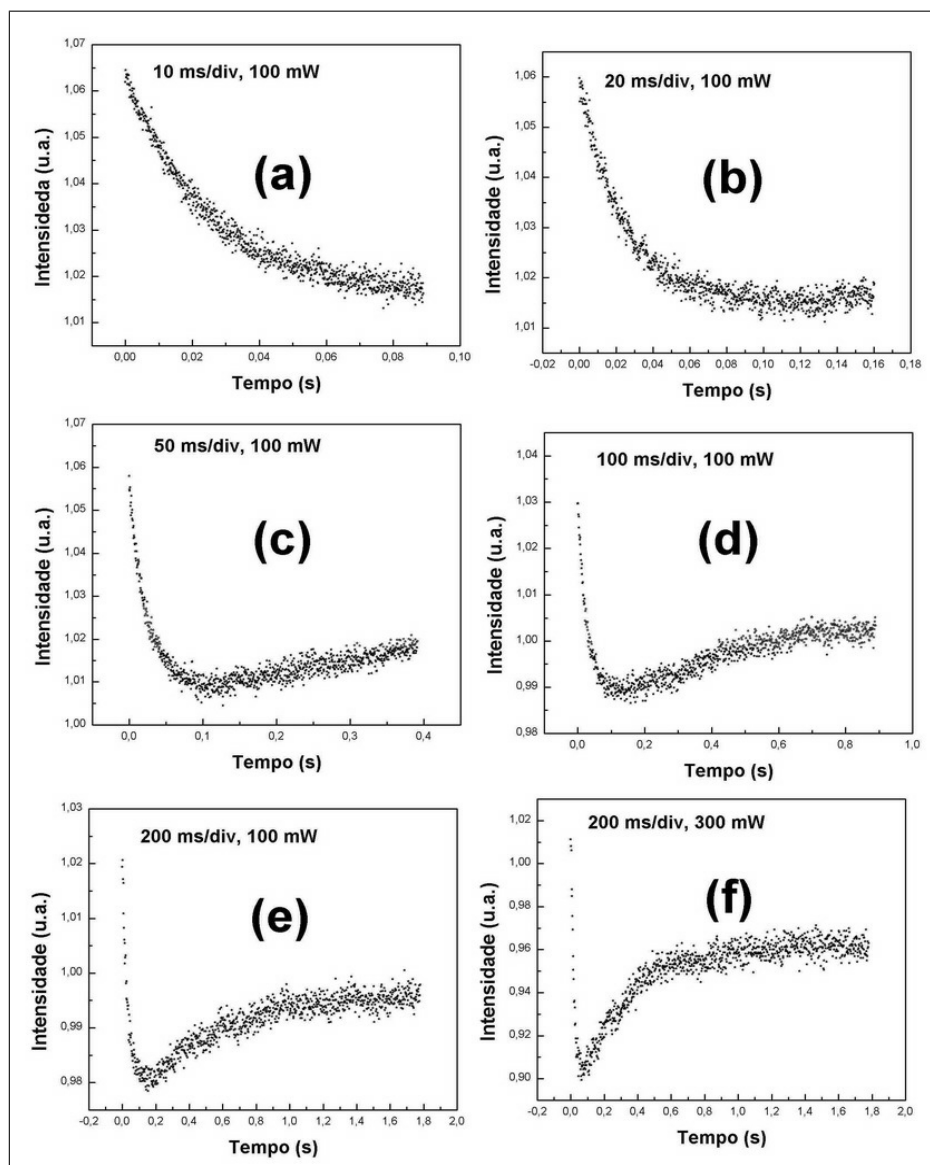 1,07
10 ms/div, 100 mW
1,06
1,05
1,04
1,03
1,02
1,01
(a)
Intensideda (u.a.)
0,00 0,02 0,04 0,06 0,08 0,10
Tempo (s)
20 ms/div, 100 mW
1,06
1,05
1,04
1,03
1,02
1,01
(b)
Intensidade (u.a.)
-0,02 0,00 0,02 0,04 0,06 0,08 0,10 0,12 0,14 0,16 0,18
Tempo (s)
1,07
50 ms/div, 100 mW
1,06
1,05
1,04
1,03
1,02
1,01
1,00
(c)
Intensidade (u.a.)
0,0 0,1 0,2 0,3 0,4
Tempo (s)
1,04
100 ms/div, 100 mW
1,03
1,02
1,01
1,00
0,99
0,98
(d)
Intensidade (u.a.)
0,0 0,2 0,4 0,6 0,8 1,0
Tempo (s)
1,03
200 ms/div, 100 mW
1,02
1,01
1,00
0,99
0,98
(e)
Intensidade (u.a.)
-0,2 0,0 0,2 0,4 0,6 0,8 1,0 1,2 1,4 1,6 1,8 2,0
Tempo (s)
1,02
200 ms/div, 300 mW
1,00
0,98
0,96
0,94
0,92
0,90
(f)
Intensidade (u.a.)
-0,2 0,0 0,2 0,4 0,6 0,8 1,0 1,2 1,4 1,6 1,8 2,0
Tempo (s)